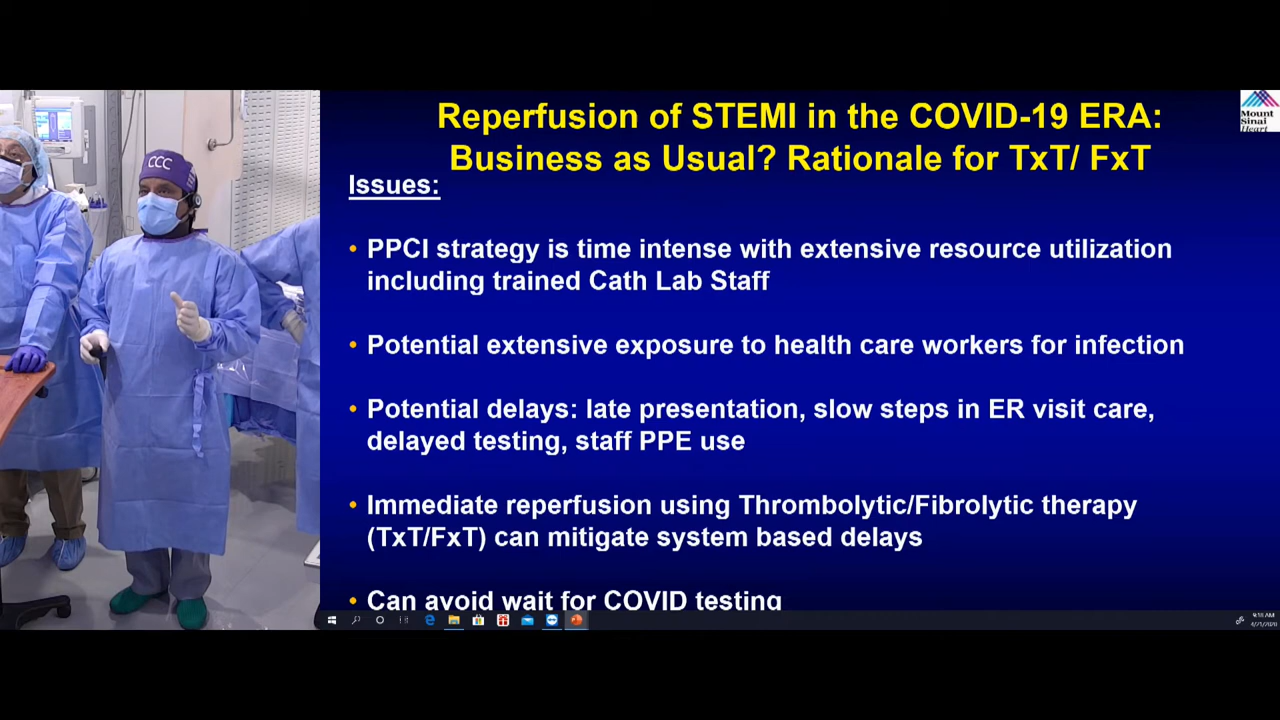 Reperfusion of STEMI in the COVID-19 ERA:
Business as Usual? Rationale for TxT/ FxT
Mount
Sinai
Heart
CCC
Issues:
• PPCI strategy is time intense with extensive resource utilization
including trained Cath Lab Staff
• Potential extensive exposure to health care workers for infection
• Potential delays: late presentation, slow steps in ER visit care,
delayed testing, staff PPE use
• Immediate reperfusion using Thrombolytic/Fibrolytic therapy
(TxT/FxT) can mitigate system based delays
• Can avoid wait for COVID testing